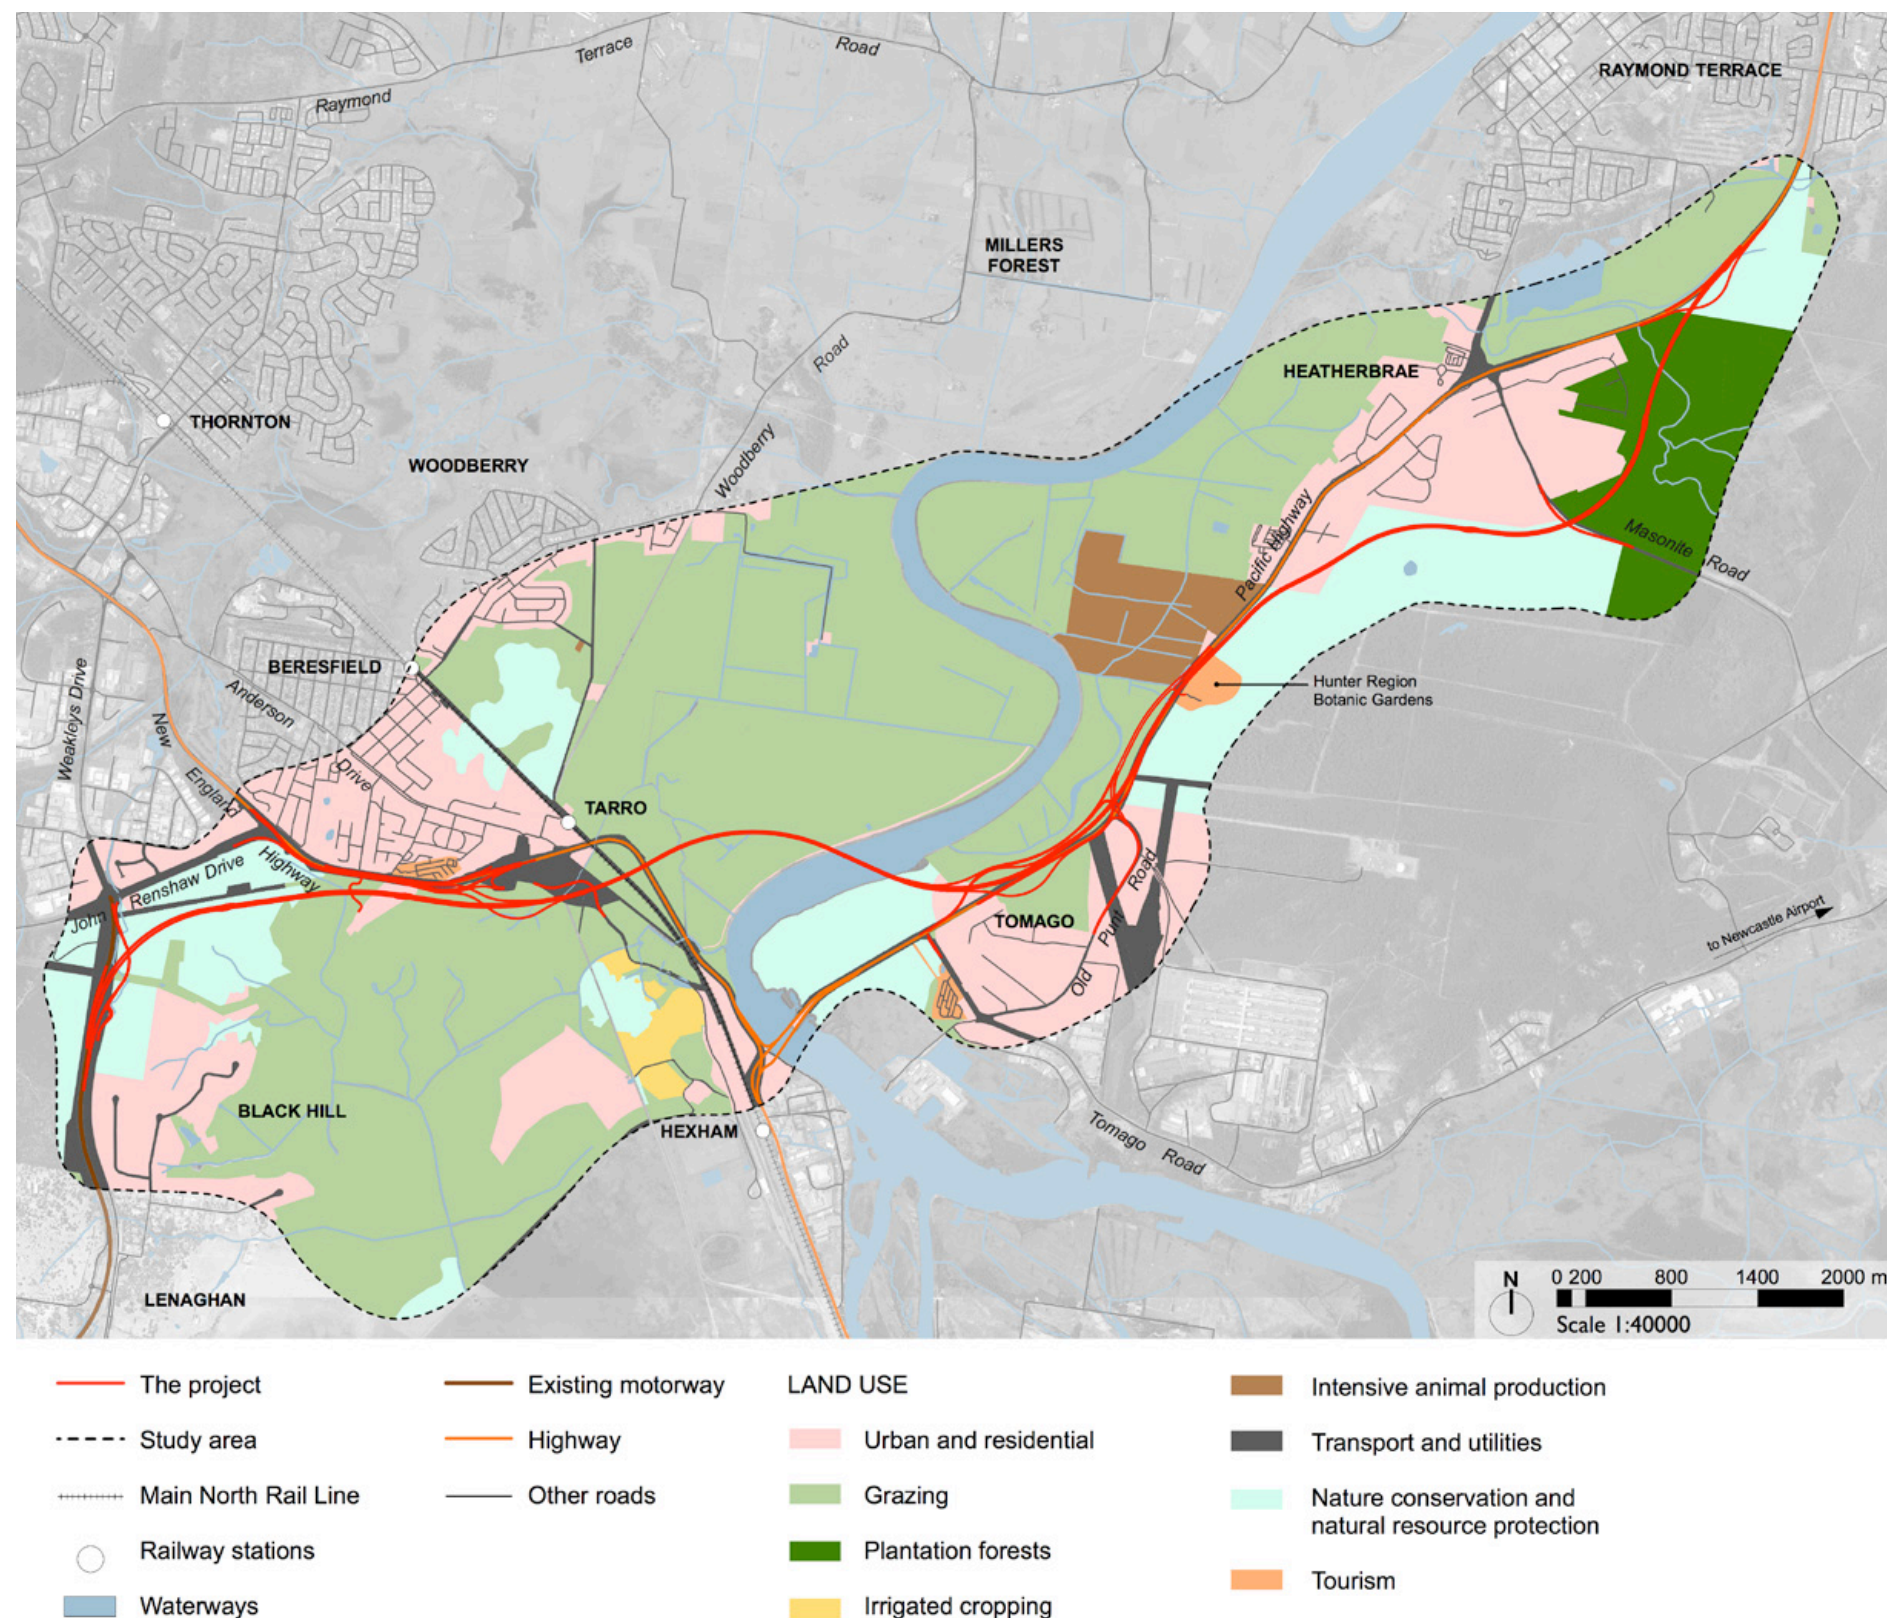 Terrace Road
RAYMOND TERRACE
Raymond
MILLERS
FOREST
Road
HEATHERBRAE
THORNTON
WOODBERRY
Woodberry
Pacific Highway
Masonite Road
BERESFIELD
Hunter Region
Botanic Gardens
Weakleys Drive
Anderson
Drive
New
England
Highway
TARRO
John Renshaw Drive
TOMAGO
Old Punt Road
to Newcastle Airport
BLACK HILL
HEXHAM
Tomago Road
LENAGHAN
N
0 200 800 1400 2000 m
Scale 1:40000
The project
Existing motorway
LAND USE
Intensive animal production
Study area
Highway
Urban and residential
Transport and utilities
Main North Rail Line
Other roads
Grazing
Nature conservation and
natural resource protection
Railway stations
Plantation forests
Tourism
Waterways
Irrigated cropping